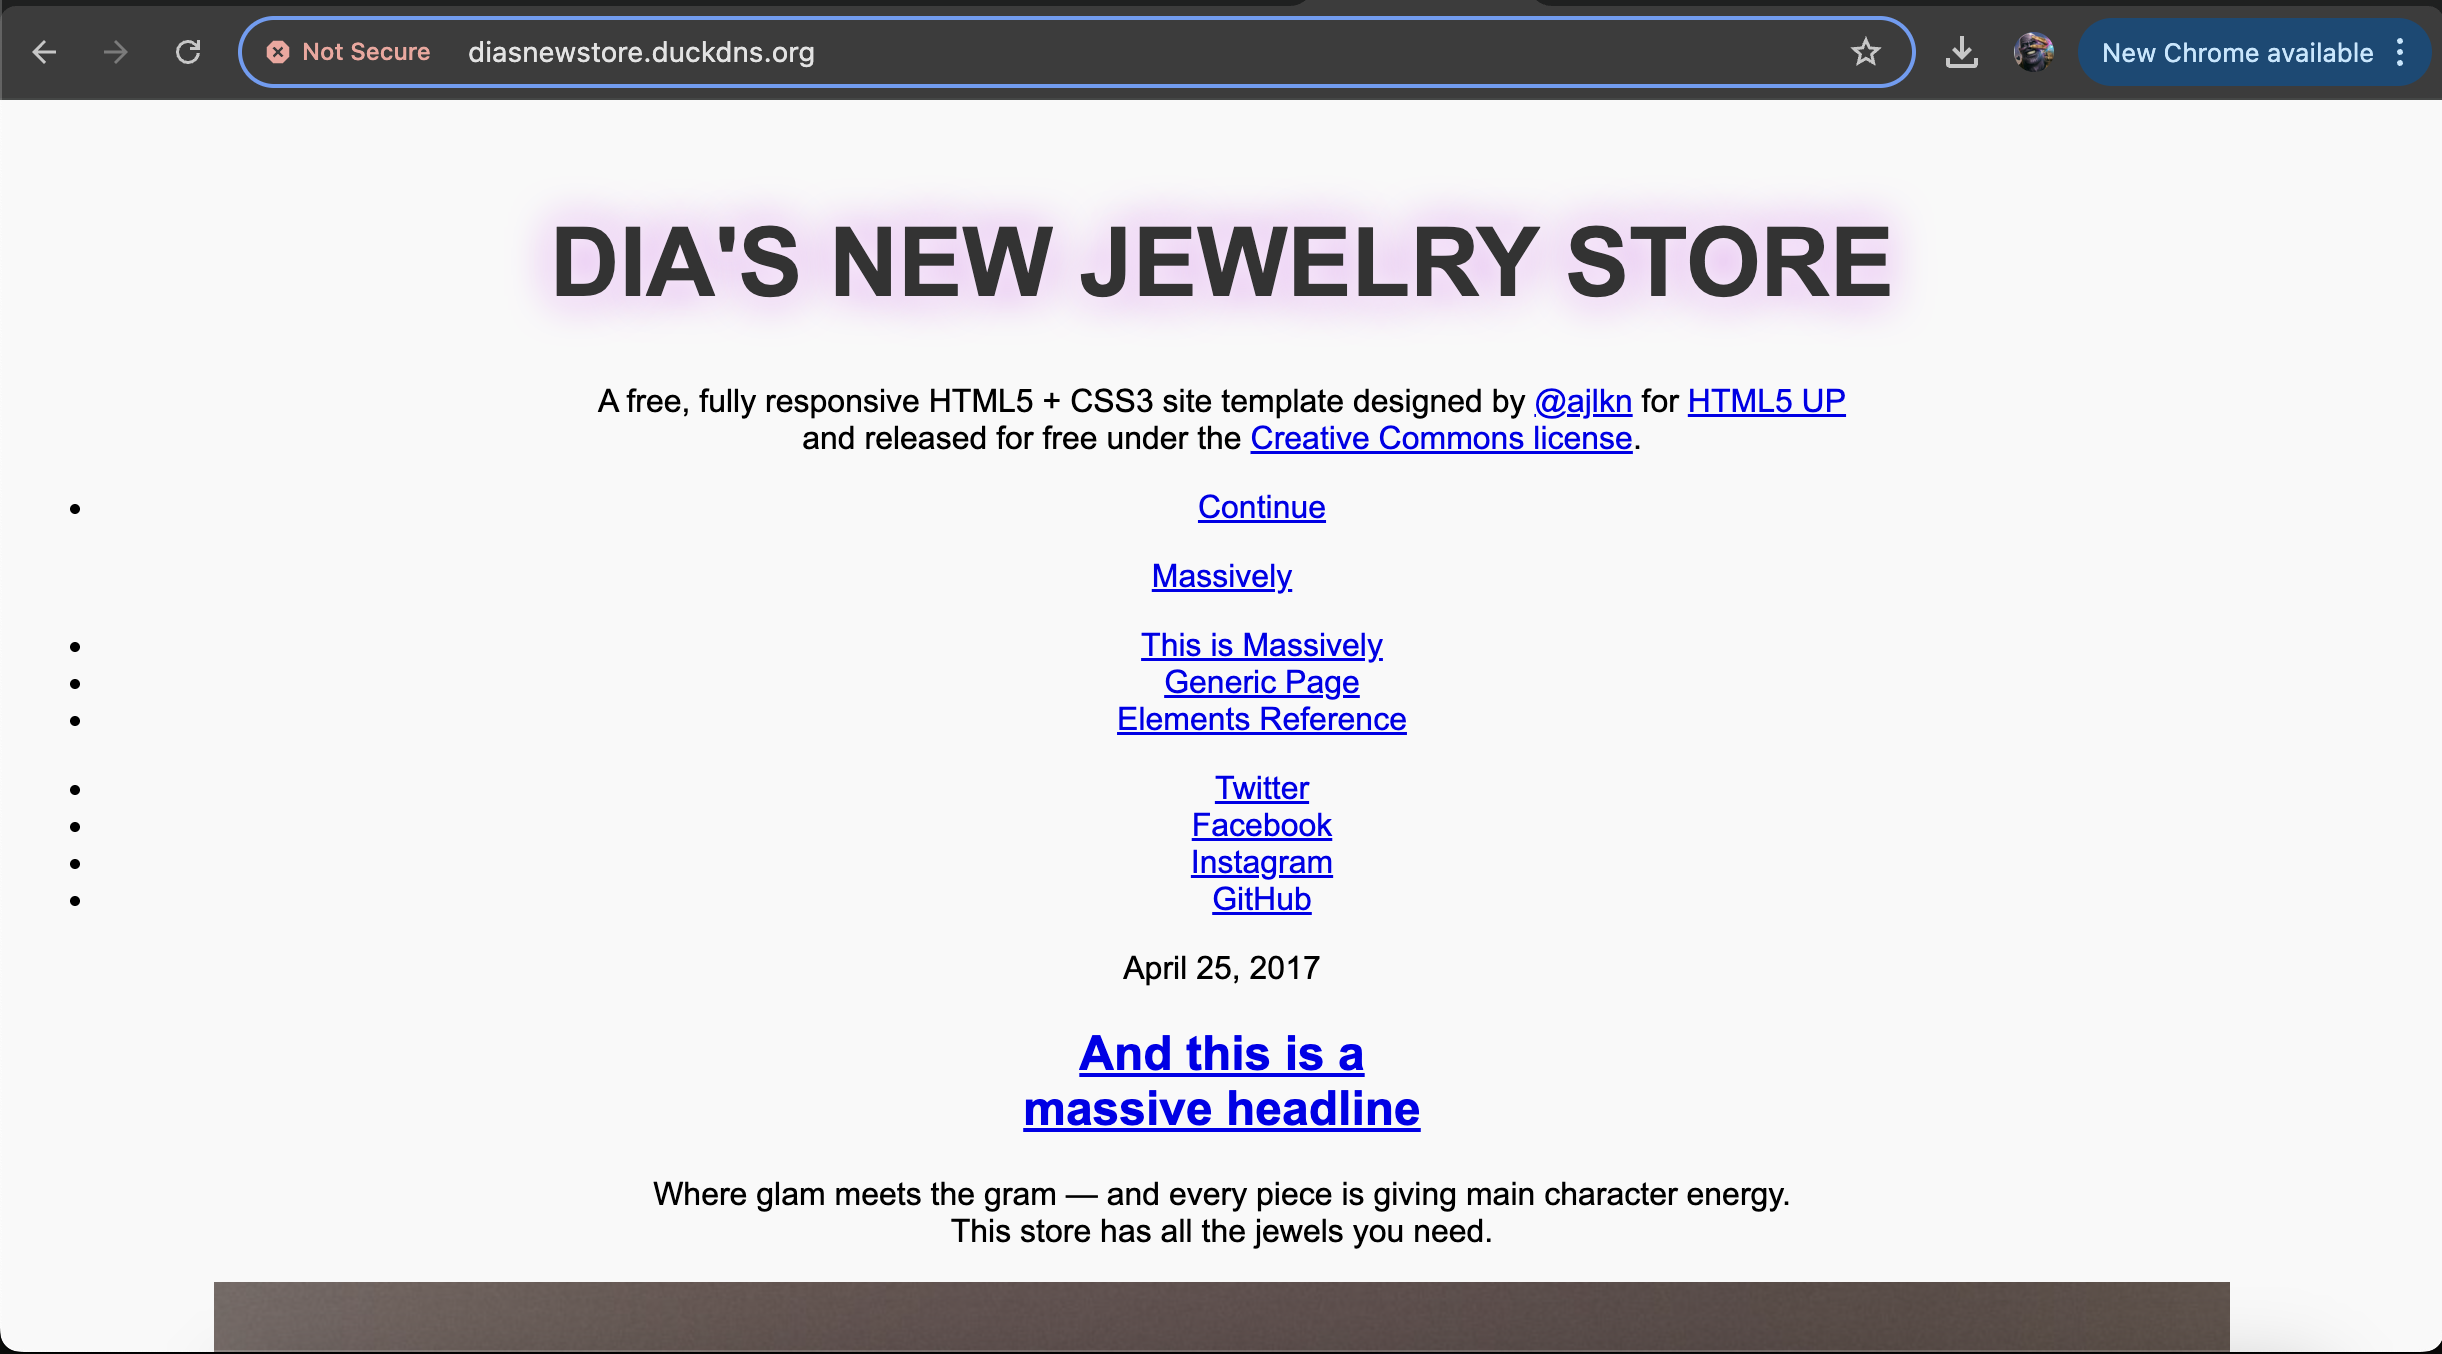 Not Secure diasnewstore.duckdns.org New Chrome available
DIA'S NEW JEWELRY STORE
A free, fully responsive HTML5 + CSS3 site template designed by @ajlkn for HTML5 UP
and released for free under the Creative Commons license.
Continue
Massively
This is Massively
Generic Page
Elements Reference
Twitter
Facebook
Instagram
GitHub
April 25, 2017
And this is a
massive headline
Where glam meets the gram — and every piece is giving main character energy.
This store has all the jewels you need.